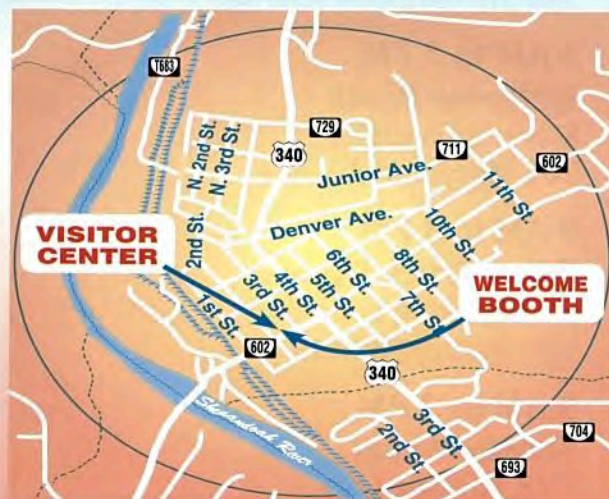 T683
729
340
N. 2nd St.
N. 3rd St.
711
602
Junior Ave.
11th St.
Denver Ave.
10th St.
VISITOR
CENTER
2nd St.
6th St.
8th St.
4th St.
5th St.
3rd St.
7th St.
WELCOME
BOOTH
1st St.
602
340
Shenandoah River
3rd St.
2nd St.
704
693